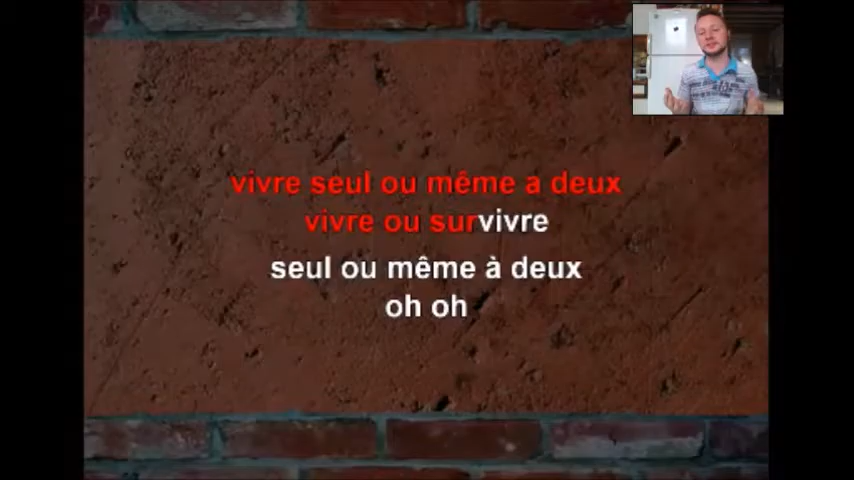 vivre seul ou même a deux
vivre ou survivre
seul ou même à deux
oh oh